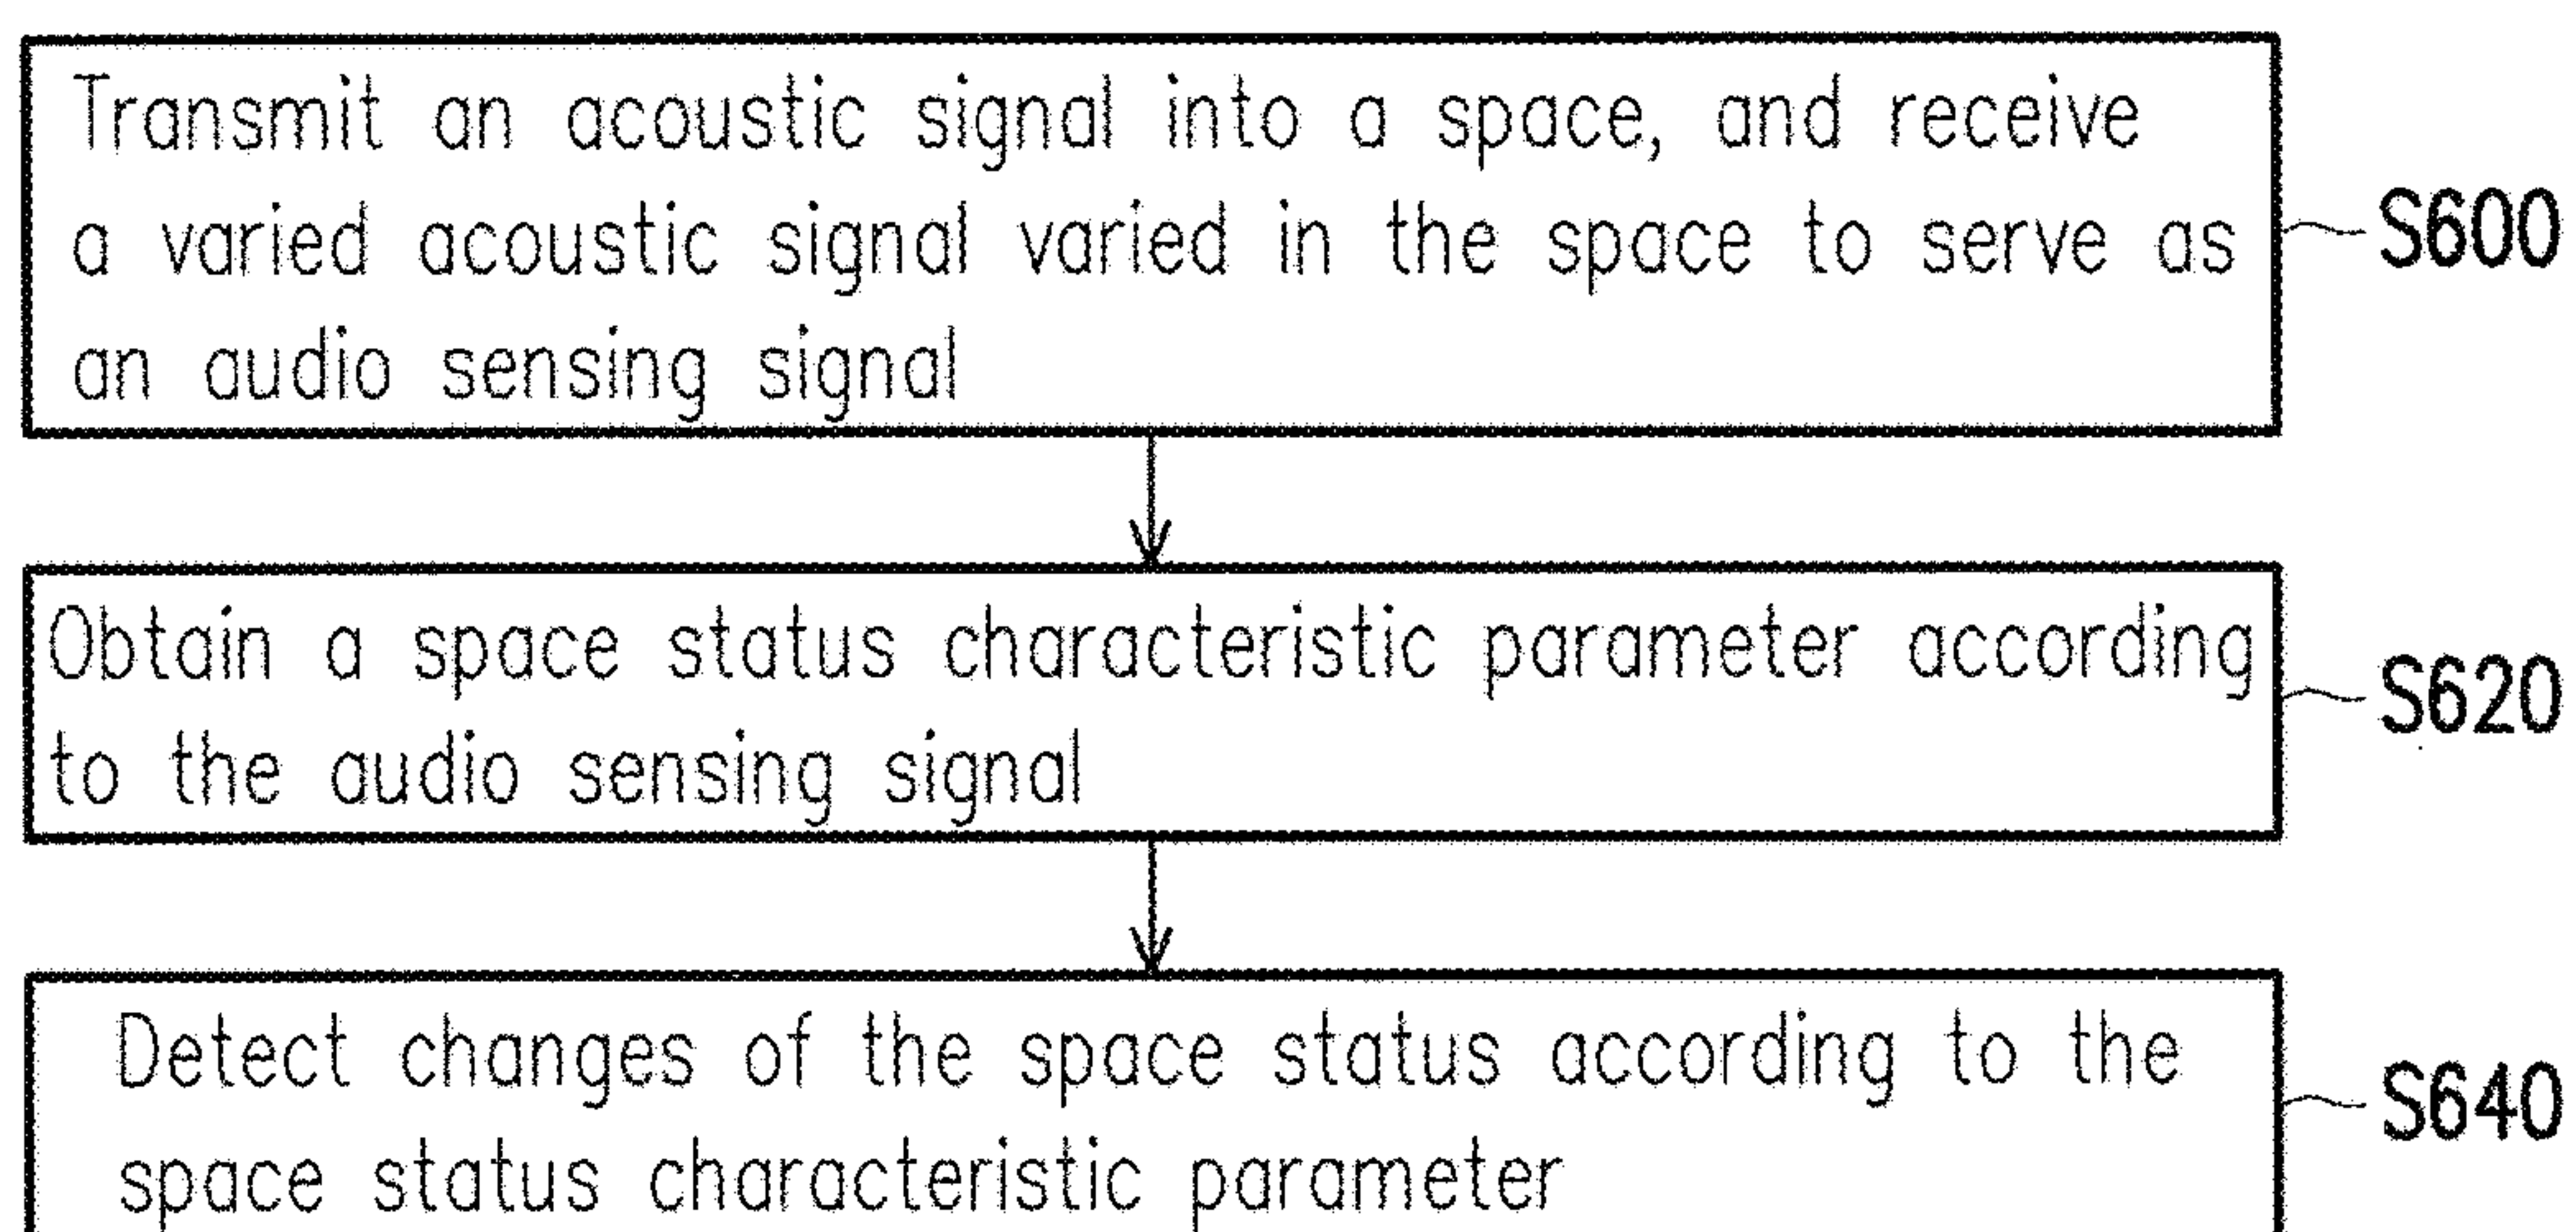 Transmit an acoustic signal into a space, and receive
a varied acoustic signal varied in the space to serve as
an audio sensing signal
S600
Obtain a space status characteristic parameter according
to the audio sensing signal
S620
Detect changes of the space status according to the
space status characteristic parameter
S640